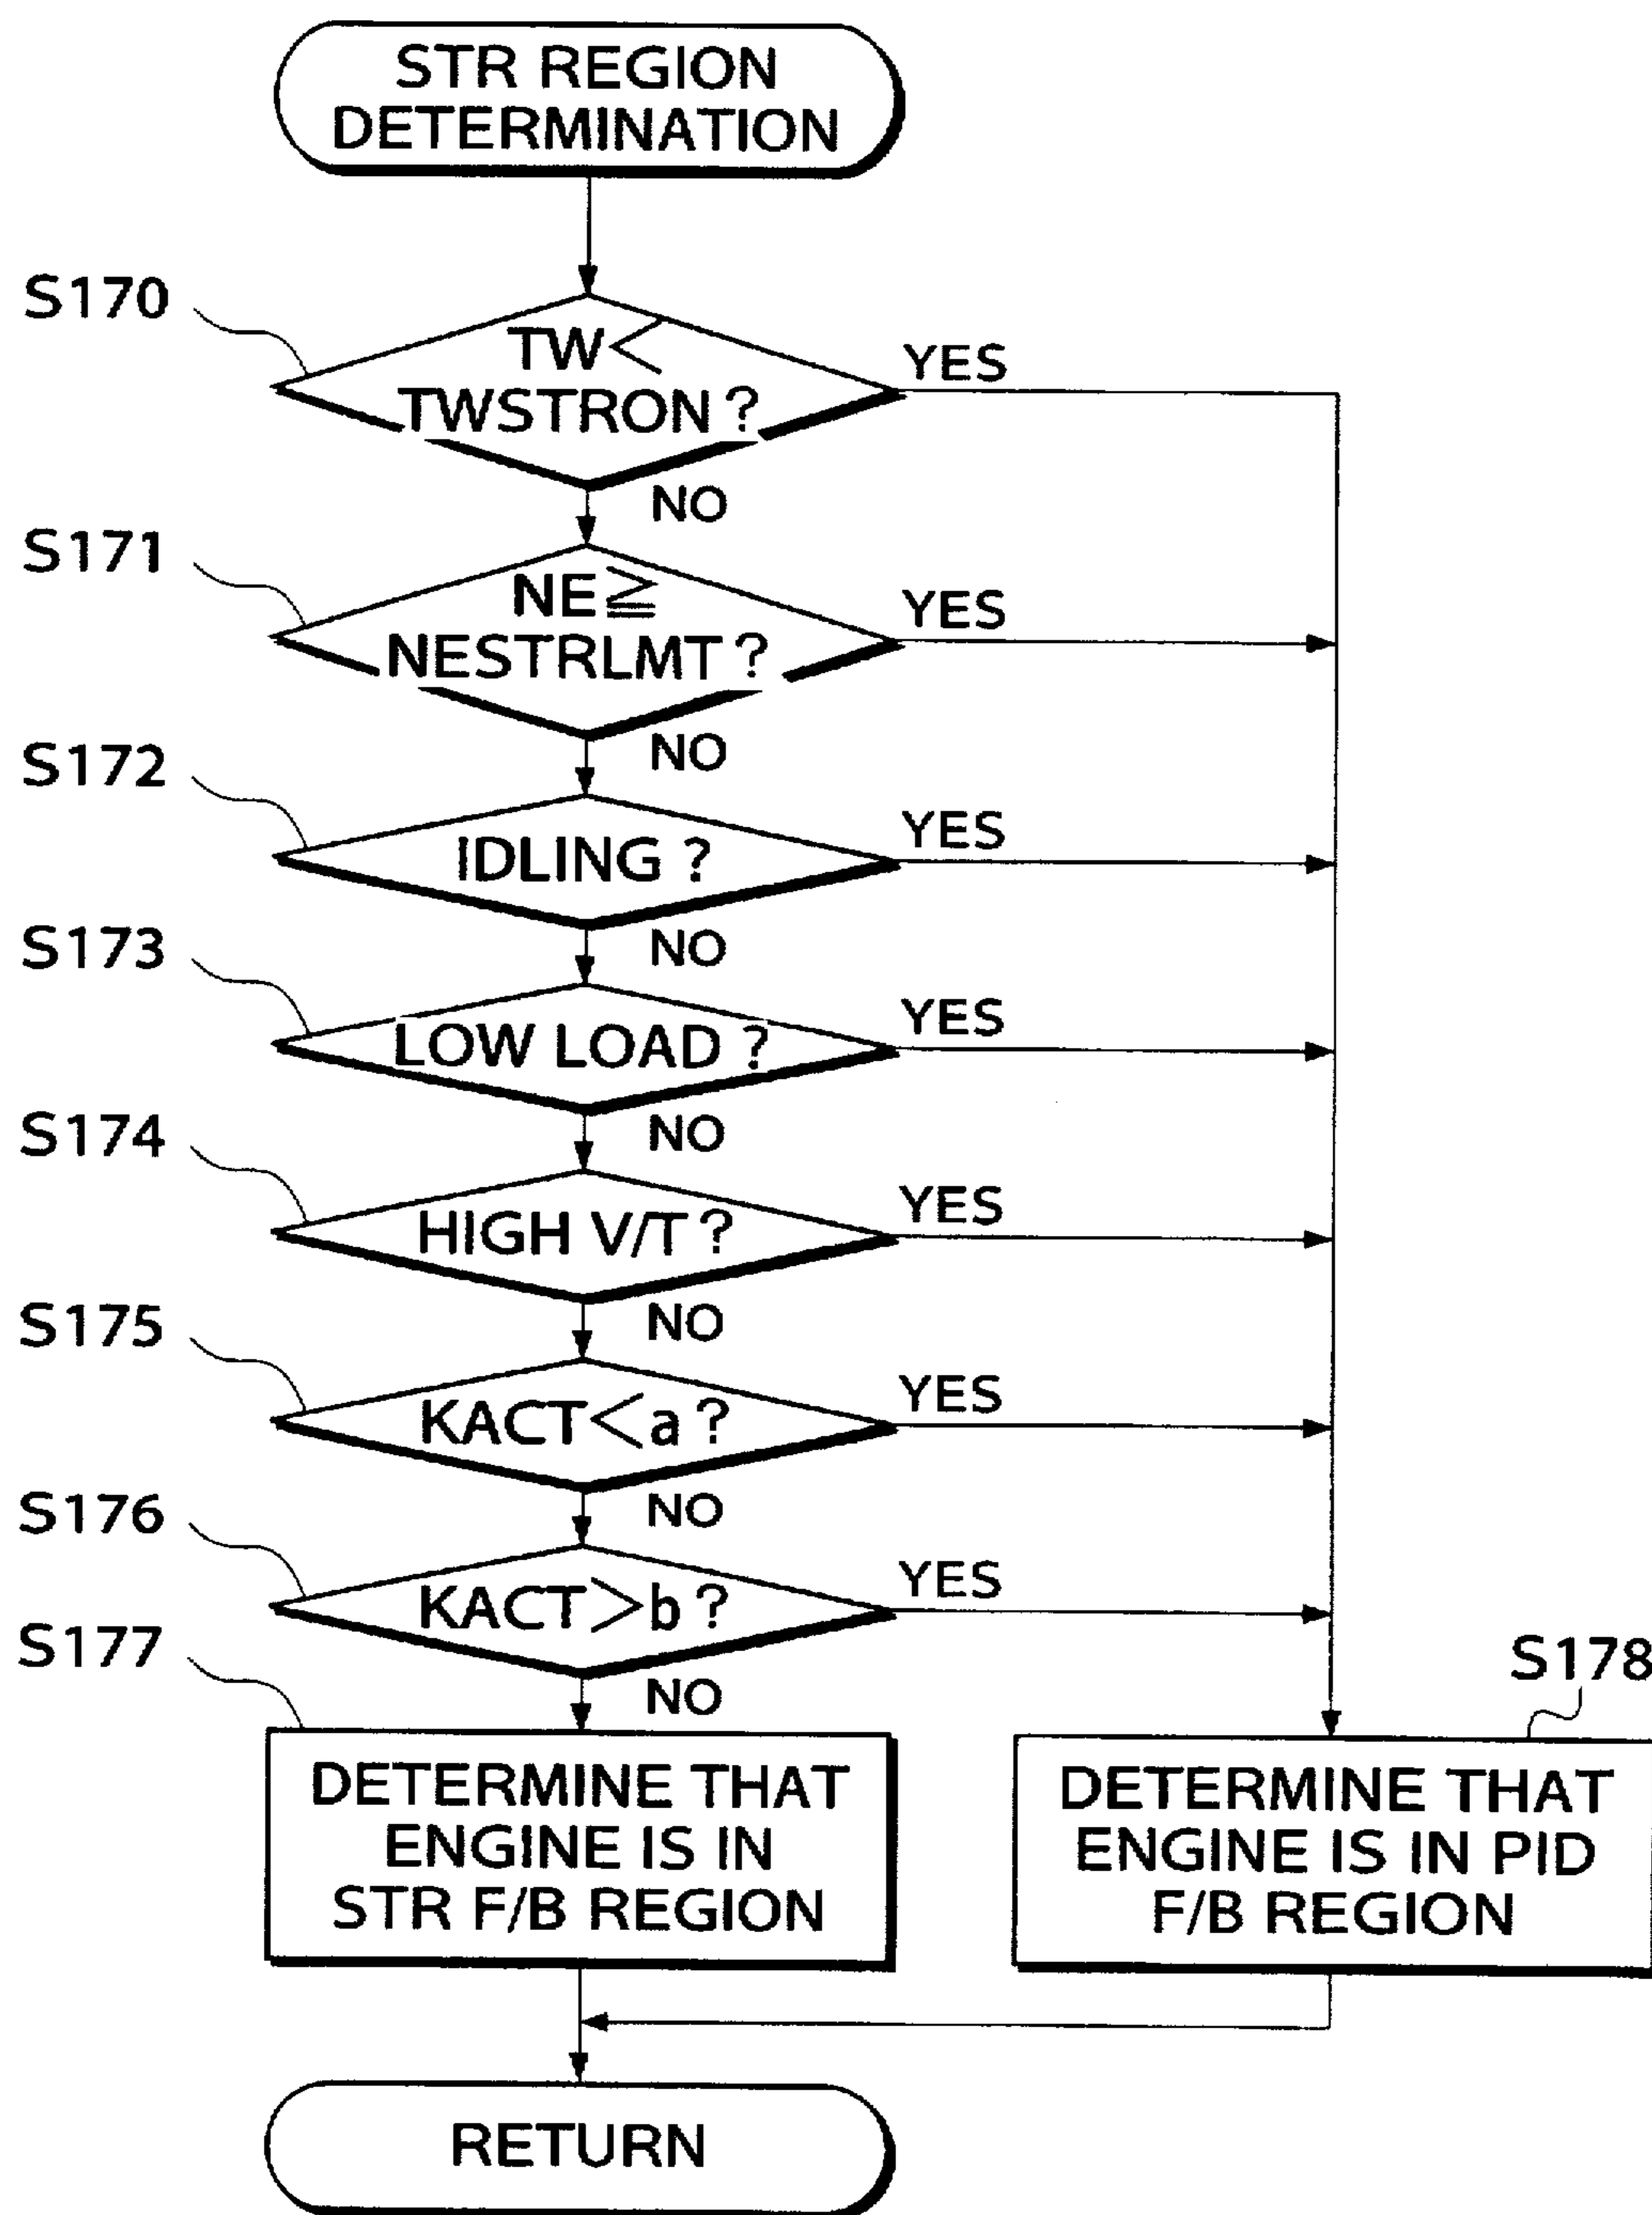 STR REGION
DETERMINATION
S170
TW<
TWSTRON ?
YES
NO
S171
NE≧
NESTRLMT ?
YES
NO
S172
IDLING ?
YES
NO
S173
LOW LOAD ?
YES
NO
S174
HIGH V/T ?
YES
NO
S175
KACT<a ?
YES
NO
S176
KACT>b ?
YES
NO
S177
DETERMINE THAT
ENGINE IS IN
STR F/B REGION
S178
DETERMINE THAT
ENGINE IS IN PID
F/B REGION
RETURN